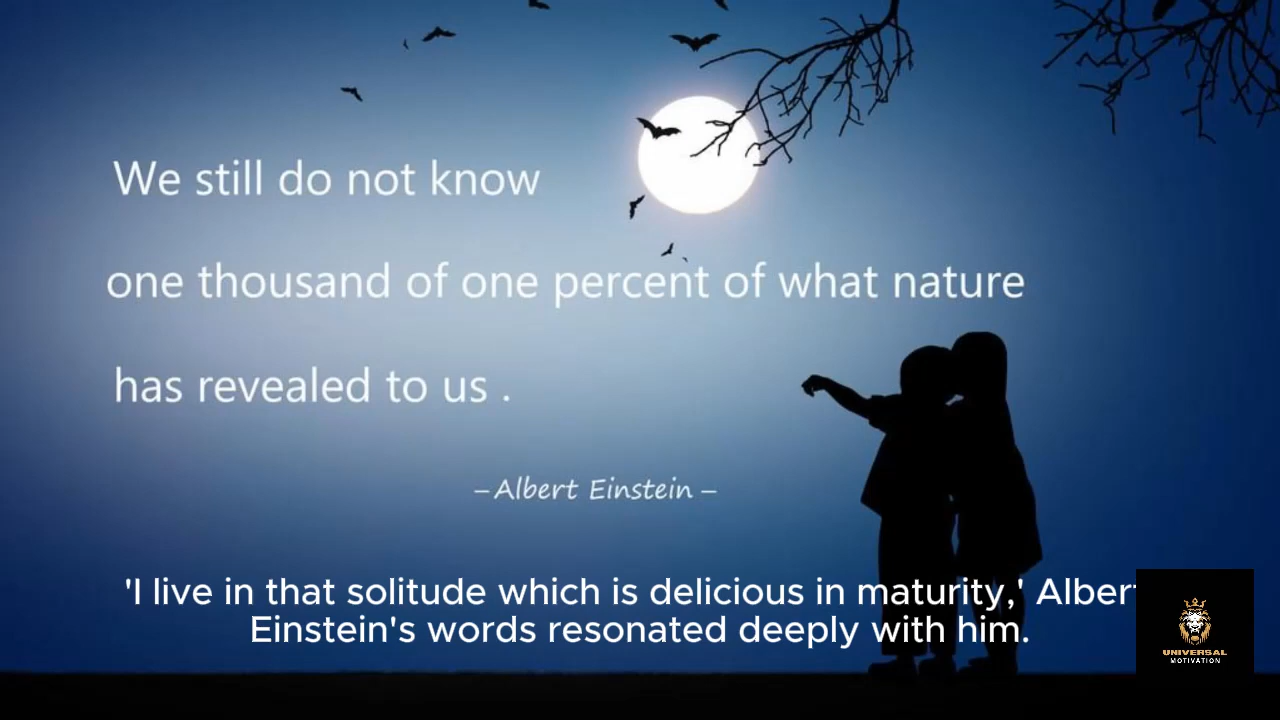 We still do not know
one thousand of one percent of what nature
has revealed to us .
– Albert Einstein –
'I live in that solitude which is delicious in maturity,' Albert
Einstein's words resonated deeply with him.
UNIVERSAL
MOTIVATION